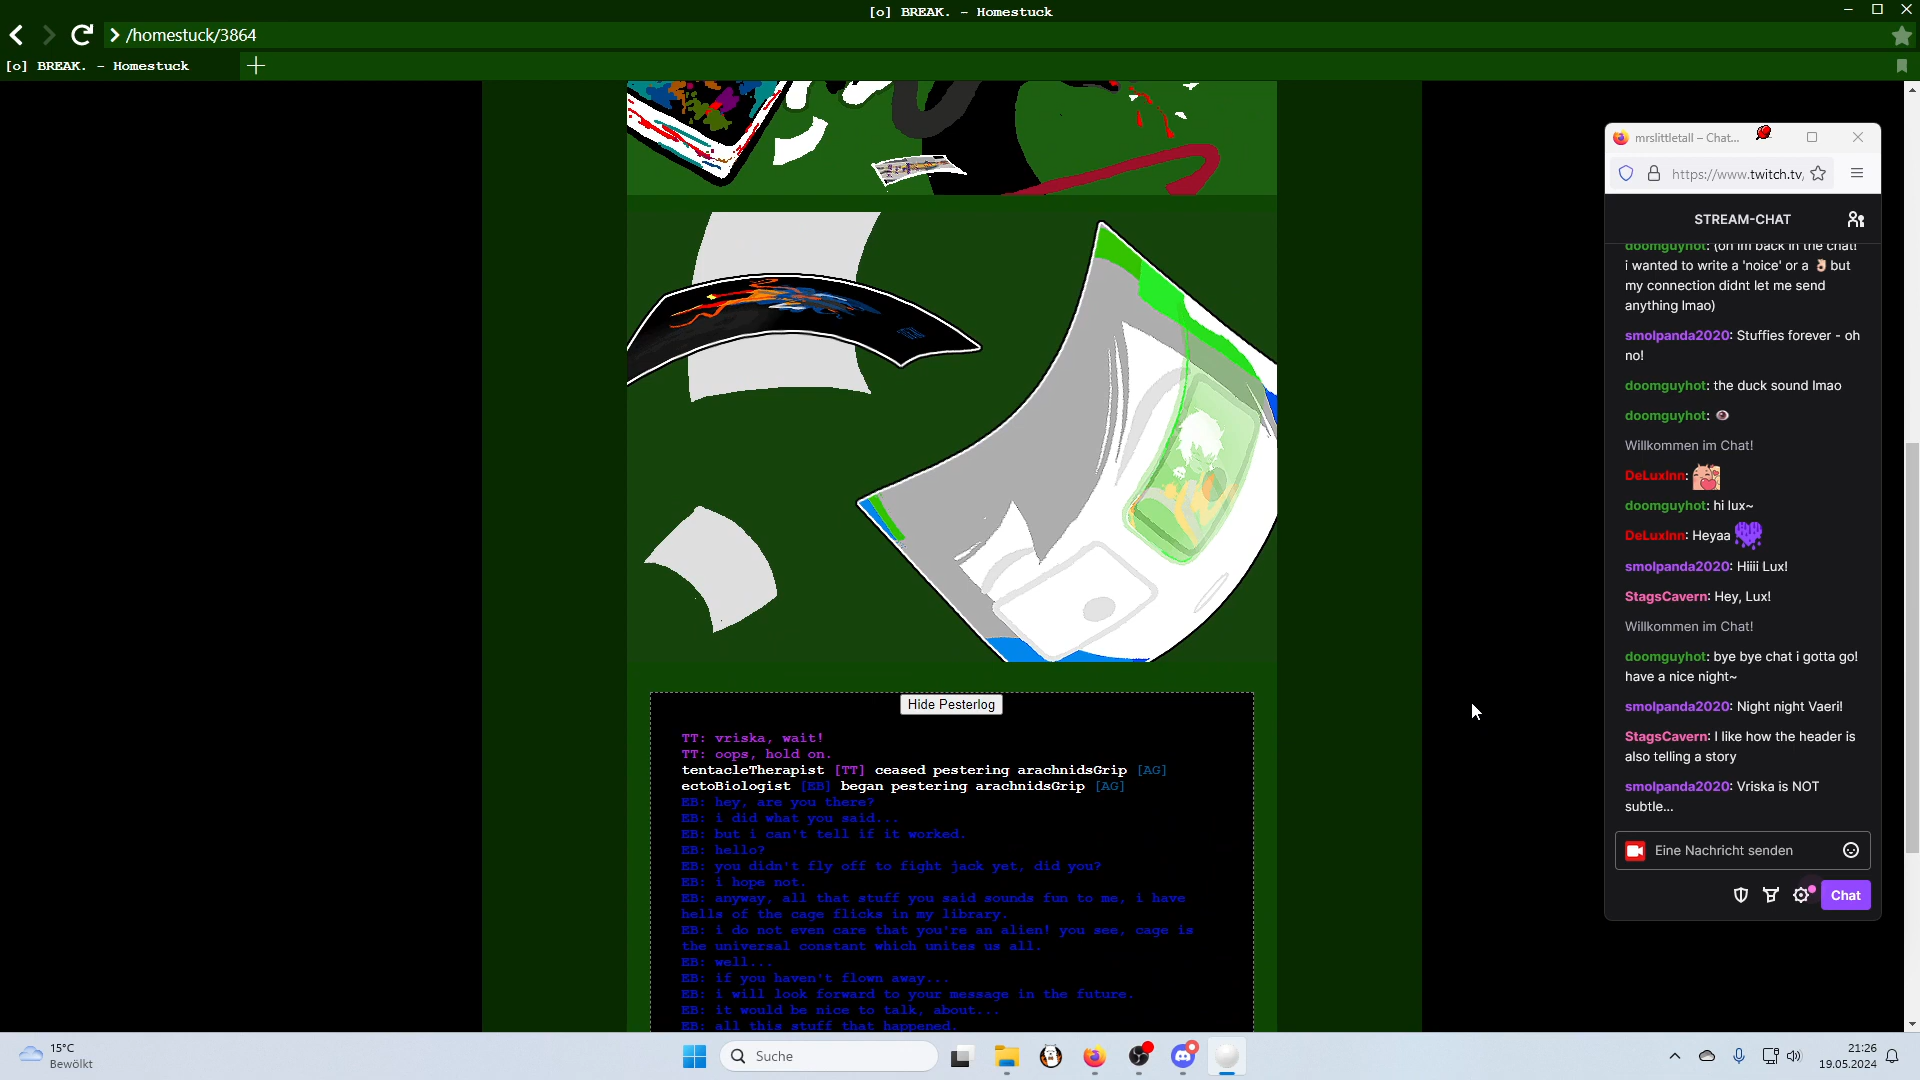 [o] BREAK. - Homestuck
/homestuck/3864
[o] BREAK. - Homestuck
mrslittletall – Chat...
https://www.twitch.tv,
STREAM-CHAT
doomguyhot: (oh im back in the chat!
i wanted to write a 'noice' or a 👌 but
my connection didnt let me send
anything lmao)
smolpanda2020: Stuffies forever - oh
no!
doomguyhot: the duck sound lmao
doomguyhot: 👁
Willkommen im Chat!
DeLuxInn:
doomguyhot: hi lux~
DeLuxInn: Heyaa
smolpanda2020: Hiiii Lux!
StagsCavern: Hey, Lux!
Willkommen im Chat!
doomguyhot: bye bye chat i gotta go!
have a nice night~
smolpanda2020: Night night Vaeri!
StagsCavern: I like how the header is
also telling a story
smolpanda2020: Vriska is NOT
subtle...
Eine Nachricht senden
Chat
Hide Pesterlog
TT: vriska, wait!
TT: oops, hold on.
tentacleTherapist [TT] ceased pestering arachnidsGrip [AG]
ectoBiologist [EB] began pestering arachnidsGrip [AG]
EB: hey, are you there?
EB: i did what you said...
EB: but i can't tell if it worked.
EB: hello?
EB: you didn't fly off to fight jack yet, did you?
EB: i hope not.
EB: anyway, all that stuff you said sounds fun to me, i have
hells of the cage flicks in my library.
EB: i do not even care that you're an alien! you see, cage is
the universal constant which unites us all.
EB: well...
EB: if you haven't flown away...
EB: i will look forward to your message in the future.
EB: it would be nice to talk, about...
EB: all this stuff that happened.
15°C
Bewölkt
Suche
21:26
19.05.2024